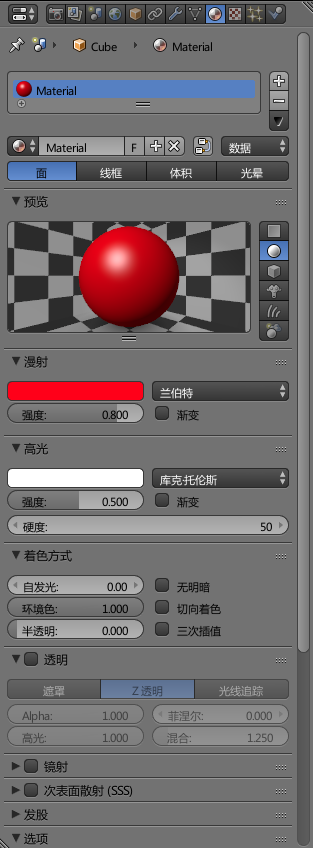 Cube Material
Material
Material F 数据
面 线框 体积 光晕
预览
漫射
兰伯特
强度: 0.800 渐变
高光
库克-托伦斯
强度: 0.500 渐变
硬度: 50
着色方式
自发光: 0.00 无明暗
环境色: 1.000 切向着色
半透明: 0.000 三次插值
透明
遮罩 Z 透明 光线追踪
Alpha: 1.000 菲涅尔: 0.000
高光: 1.000 混合: 1.250
镜射
次表面散射 (SSS)
发股
选项